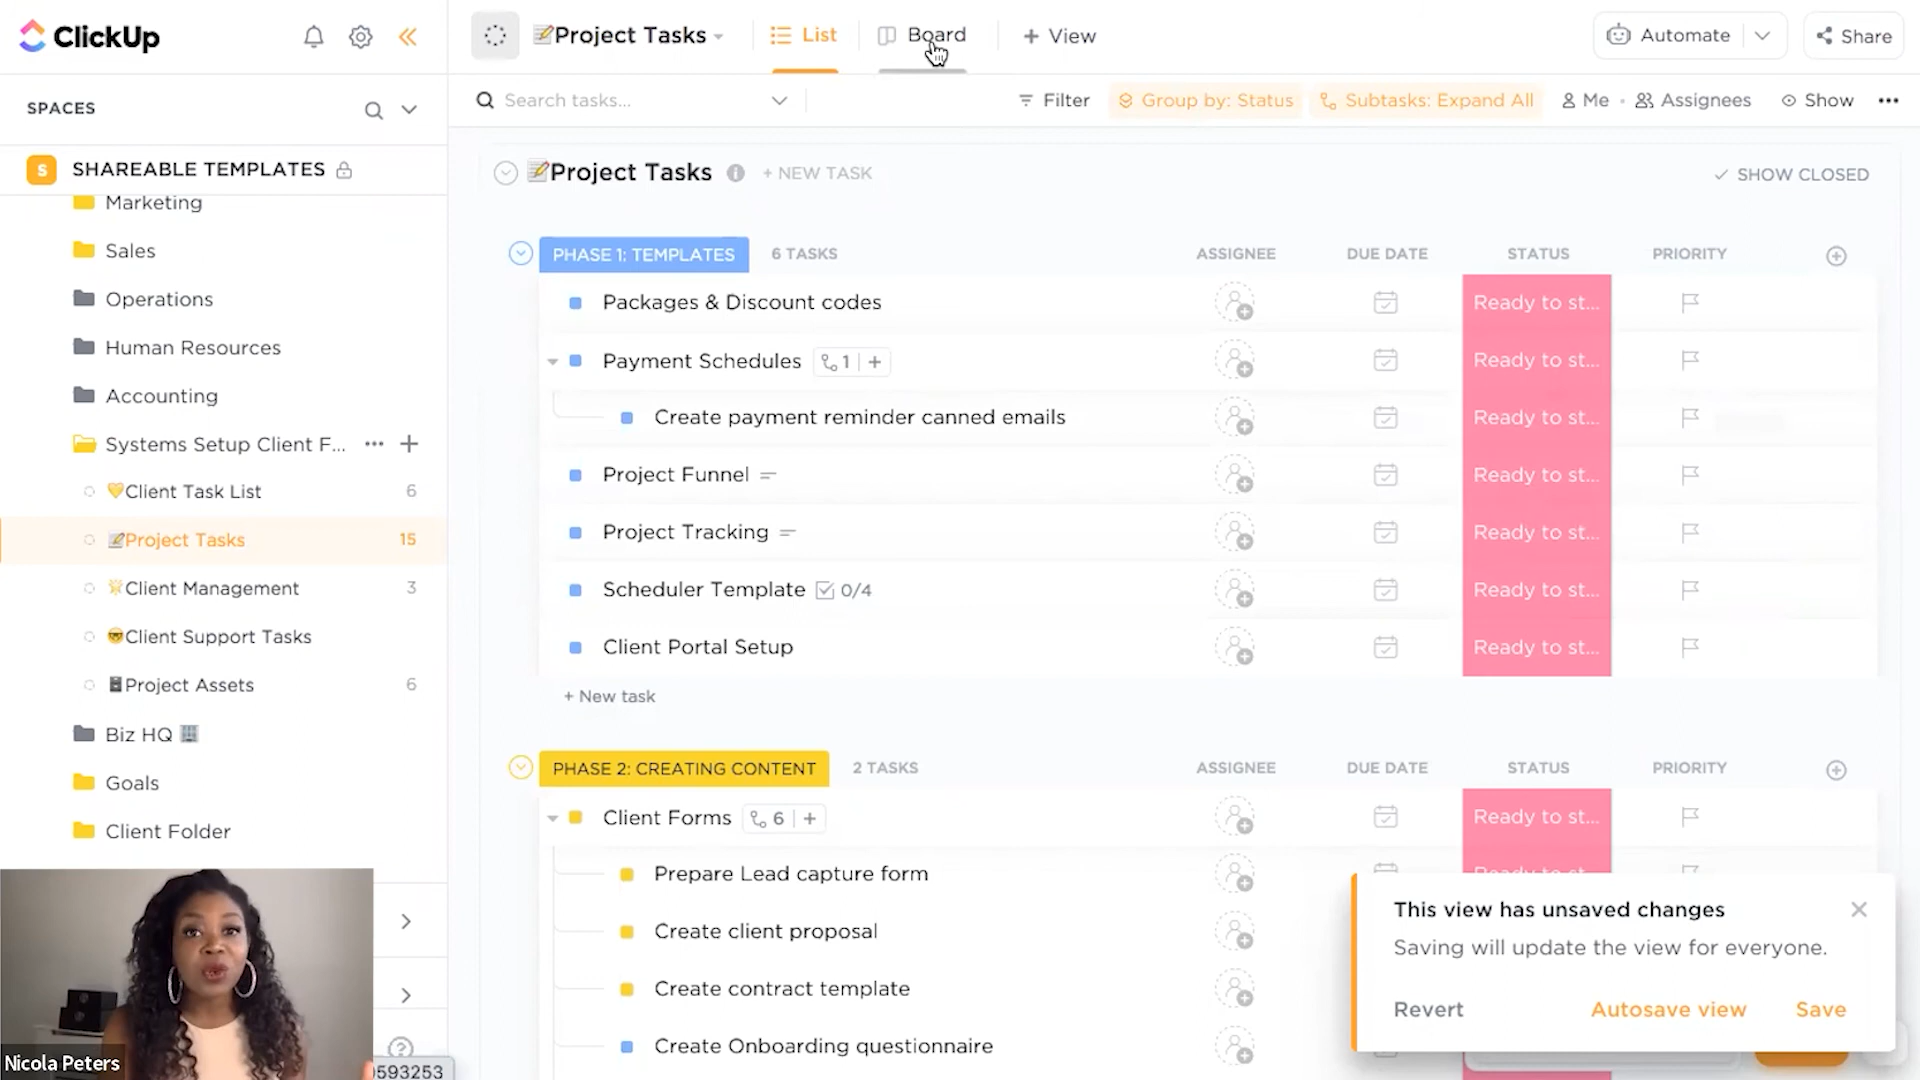 ClickUp
Project Tasks
List
Board
+ View
Automate
Share
SPACES
Search tasks...
Filter
Group by: Status
Subtasks: Expand All
Me
Assignees
Show
S
SHAREABLE TEMPLATES
Marketing
Sales
Operations
Human Resources
Accounting
Systems Setup Client F...
Client Task List 6
Project Tasks 15
Client Management 3
Client Support Tasks
Project Assets 6
Biz HQ
Goals
Client Folder
Project Tasks + NEW TASK SHOW CLOSED
PHASE 1: TEMPLATES 6 TASKS ASSIGNEE DUE DATE STATUS PRIORITY
Packages & Discount codes Ready to st...
Payment Schedules 1 + Ready to st...
Create payment reminder canned emails Ready to st...
Project Funnel Ready to st...
Project Tracking Ready to st...
Scheduler Template 0/4 Ready to st...
Client Portal Setup Ready to st...
+ New task
PHASE 2: CREATING CONTENT 2 TASKS ASSIGNEE DUE DATE STATUS PRIORITY
Client Forms 6 + Ready to st...
Prepare Lead capture form
Create client proposal
Create contract template
Create Onboarding questionnaire
This view has unsaved changes
Saving will update the view for everyone.
Revert Autosave view Save
Nicola Peters
593253